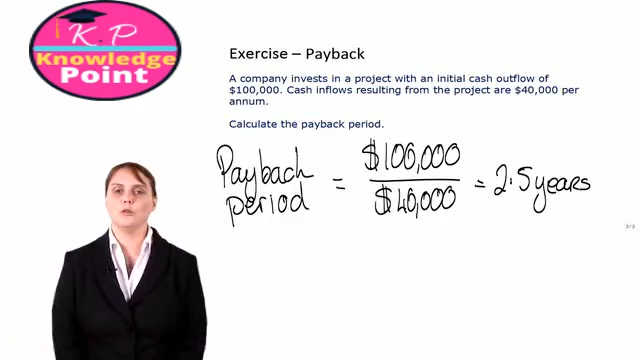 K.P
Knowledge
Point
Exercise – Payback
A company invests in a project with an initial cash outflow of
$100,000. Cash inflows resulting from the project are $40,000 per
annum.
Calculate the payback period.
Payback
period
=
$100,000
$40,000
= 2.5 years
2/2